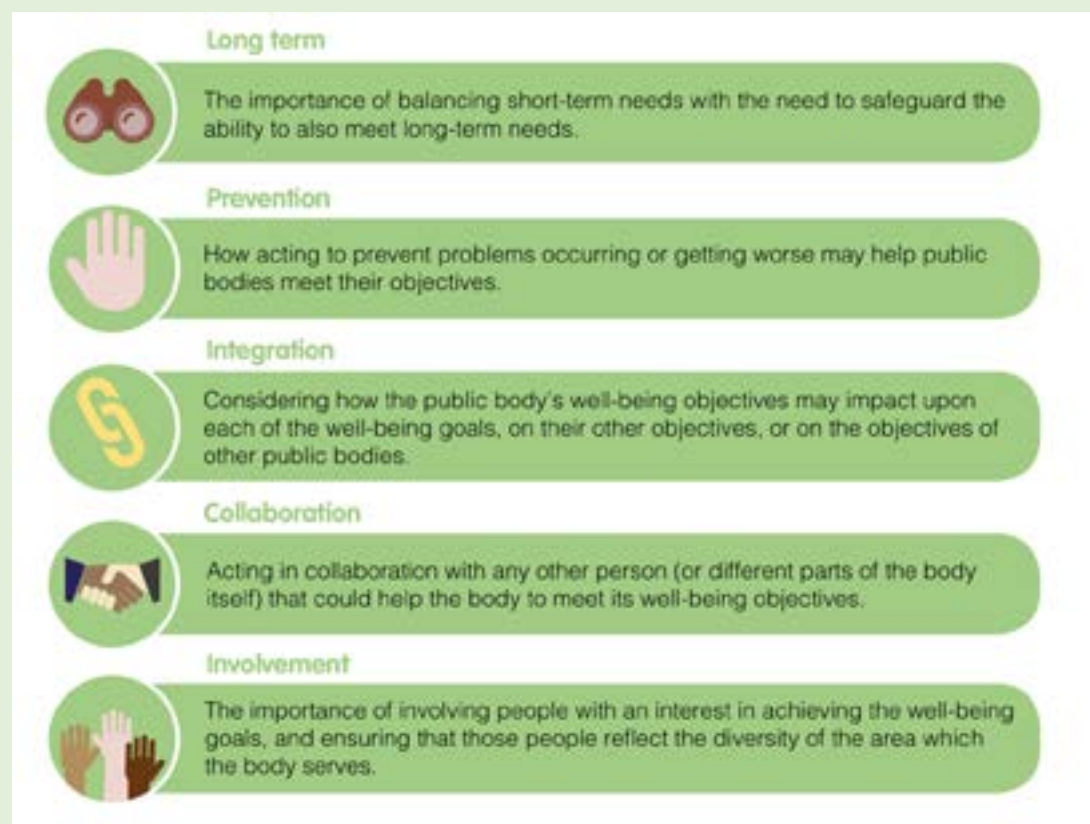 Long term
The importance of balancing short-term needs with the need to safeguard the
ability to also meet long-term needs.
Prevention
How acting to prevent problems occurring or getting worse may help public
bodies meet their objectives.
Integration
Considering how the public body's well-being objectives may impact upon
each of the well-being goals, on their other objectives, or on the objectives of
other public bodies.
Collaboration
Acting in collaboration with any other person (or different parts of the body
itself) that could help the body to meet its well-being objectives.
Involvement
The importance of involving people with an interest in achieving the well-being
goals, and ensuring that those people reflect the diversity of the area which
the body serves.